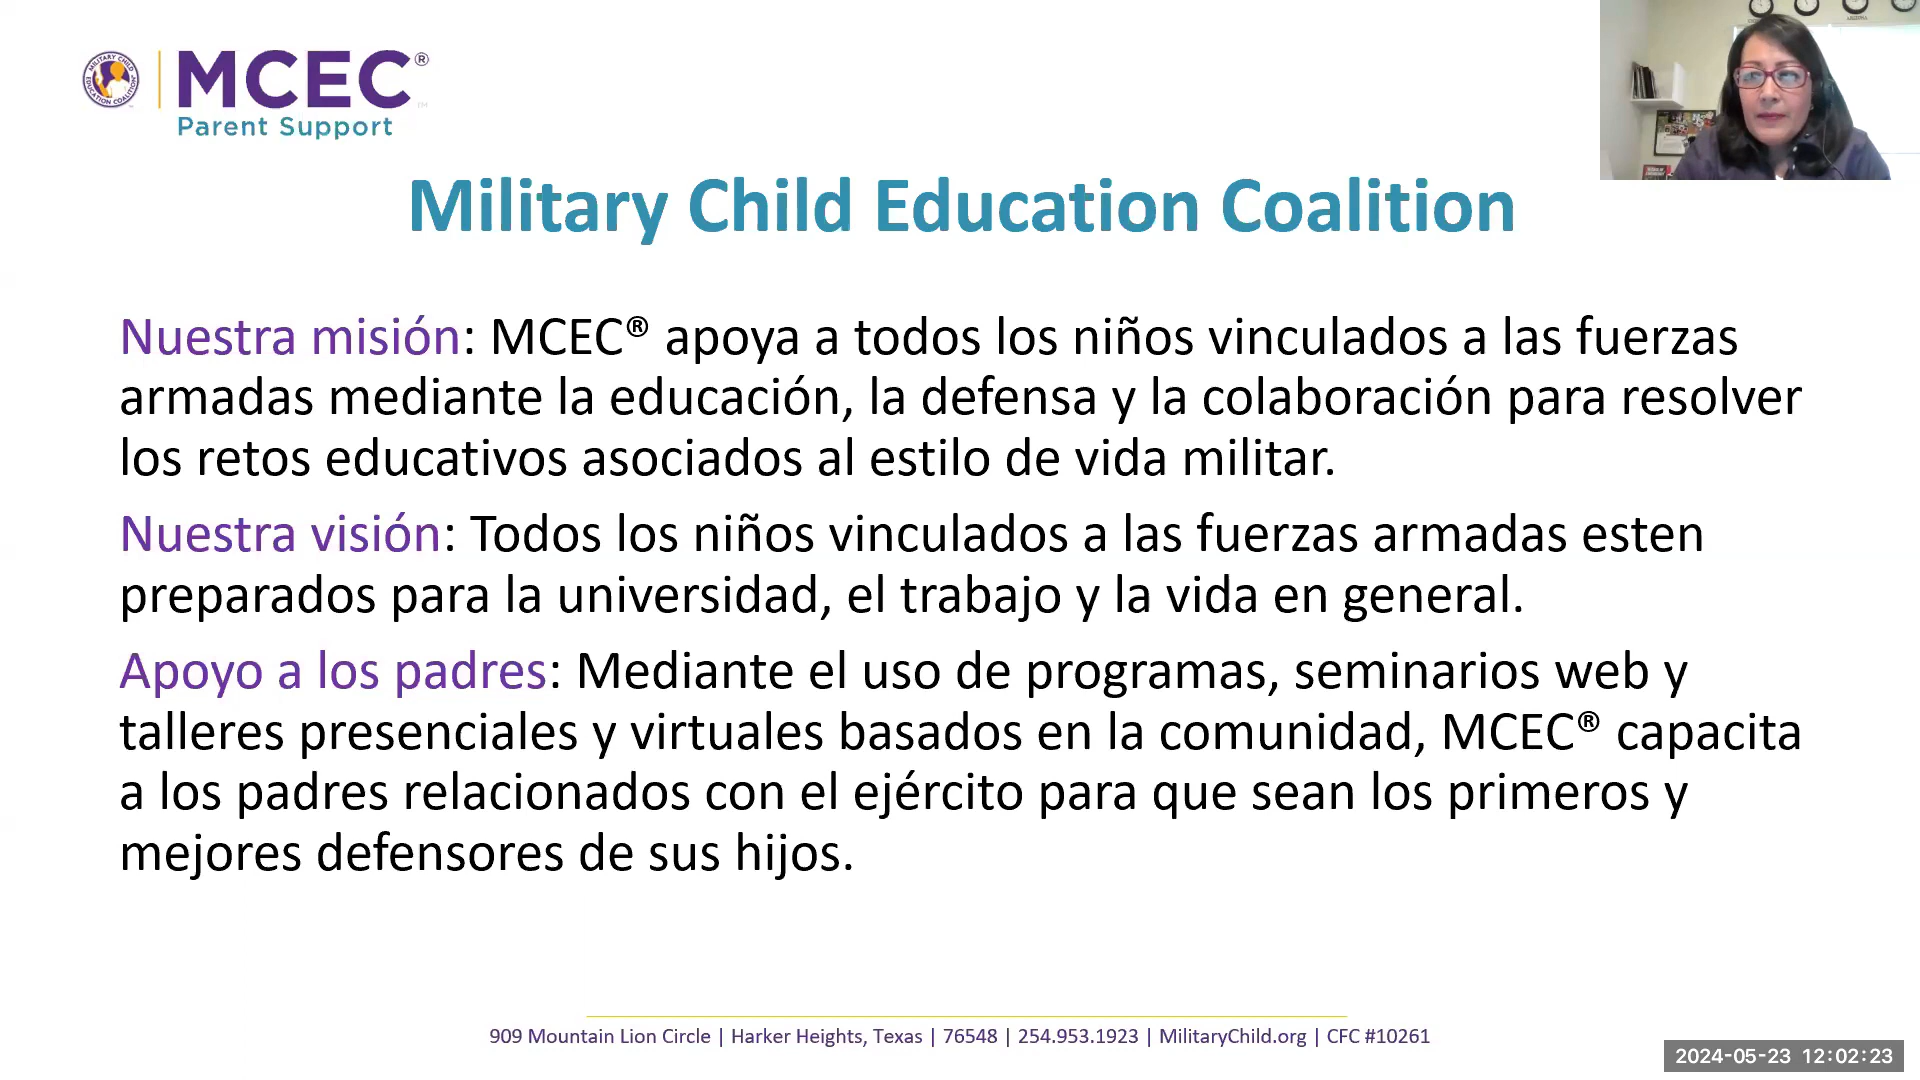 MILITARY CHILD EDUCATION COALITION
MCEC®
Parent Support
Military Child Education Coalition
Nuestra misión: MCEC® apoya a todos los niños vinculados a las fuerzas
armadas mediante la educación, la defensa y la colaboración para resolver
los retos educativos asociados al estilo de vida militar.
Nuestra visión: Todos los niños vinculados a las fuerzas armadas esten
preparados para la universidad, el trabajo y la vida en general.
Apoyo a los padres: Mediante el uso de programas, seminarios web y
talleres presenciales y virtuales basados en la comunidad, MCEC® capacita
a los padres relacionados con el ejército para que sean los primeros y
mejores defensores de sus hijos.
909 Mountain Lion Circle | Harker Heights, Texas | 76548 | 254.953.1923 | MilitaryChild.org | CFC #10261
2024-05-23 12:02:23